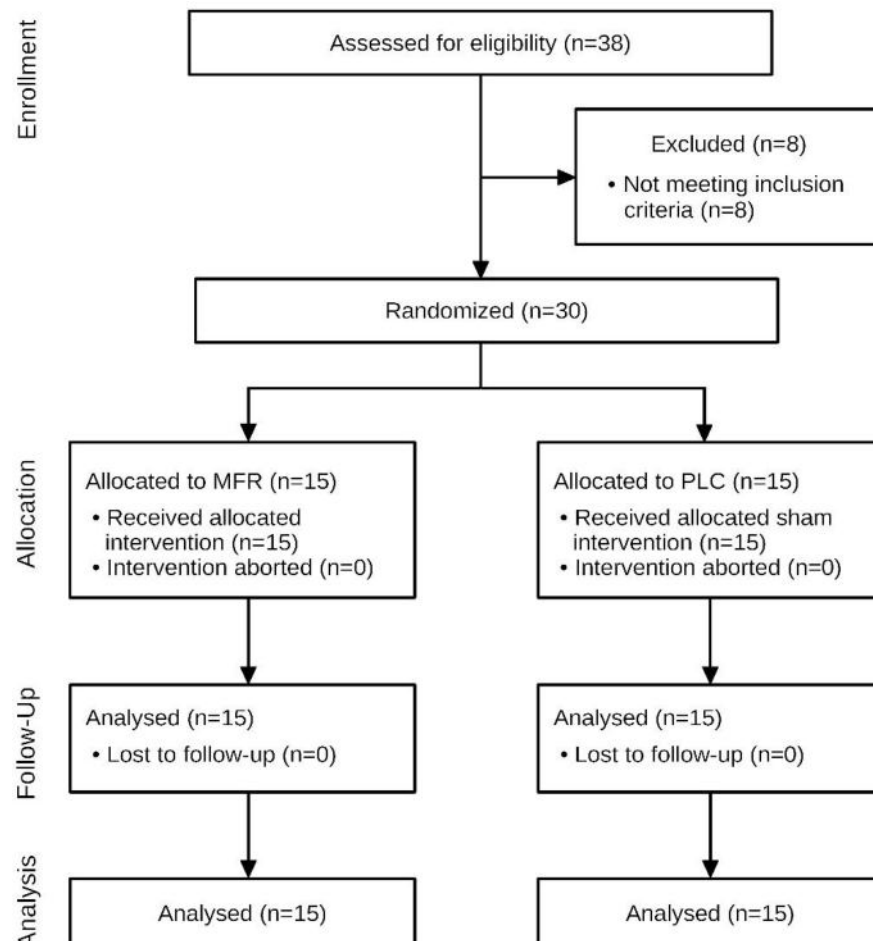 Enrollment
Assessed for eligibility (n=38)
Excluded (n=8)
• Not meeting inclusion
criteria (n=8)
Randomized (n=30)
Allocation
Allocated to MFR (n=15)
• Received allocated
intervention (n=15)
• Intervention aborted (n=0)
Allocated to PLC (n=15)
• Received allocated sham
intervention (n=15)
• Intervention aborted (n=0)
Follow-Up
Analysed (n=15)
• Lost to follow-up (n=0)
Analysed (n=15)
• Lost to follow-up (n=0)
Analysis
Analysed (n=15)
Analysed (n=15)